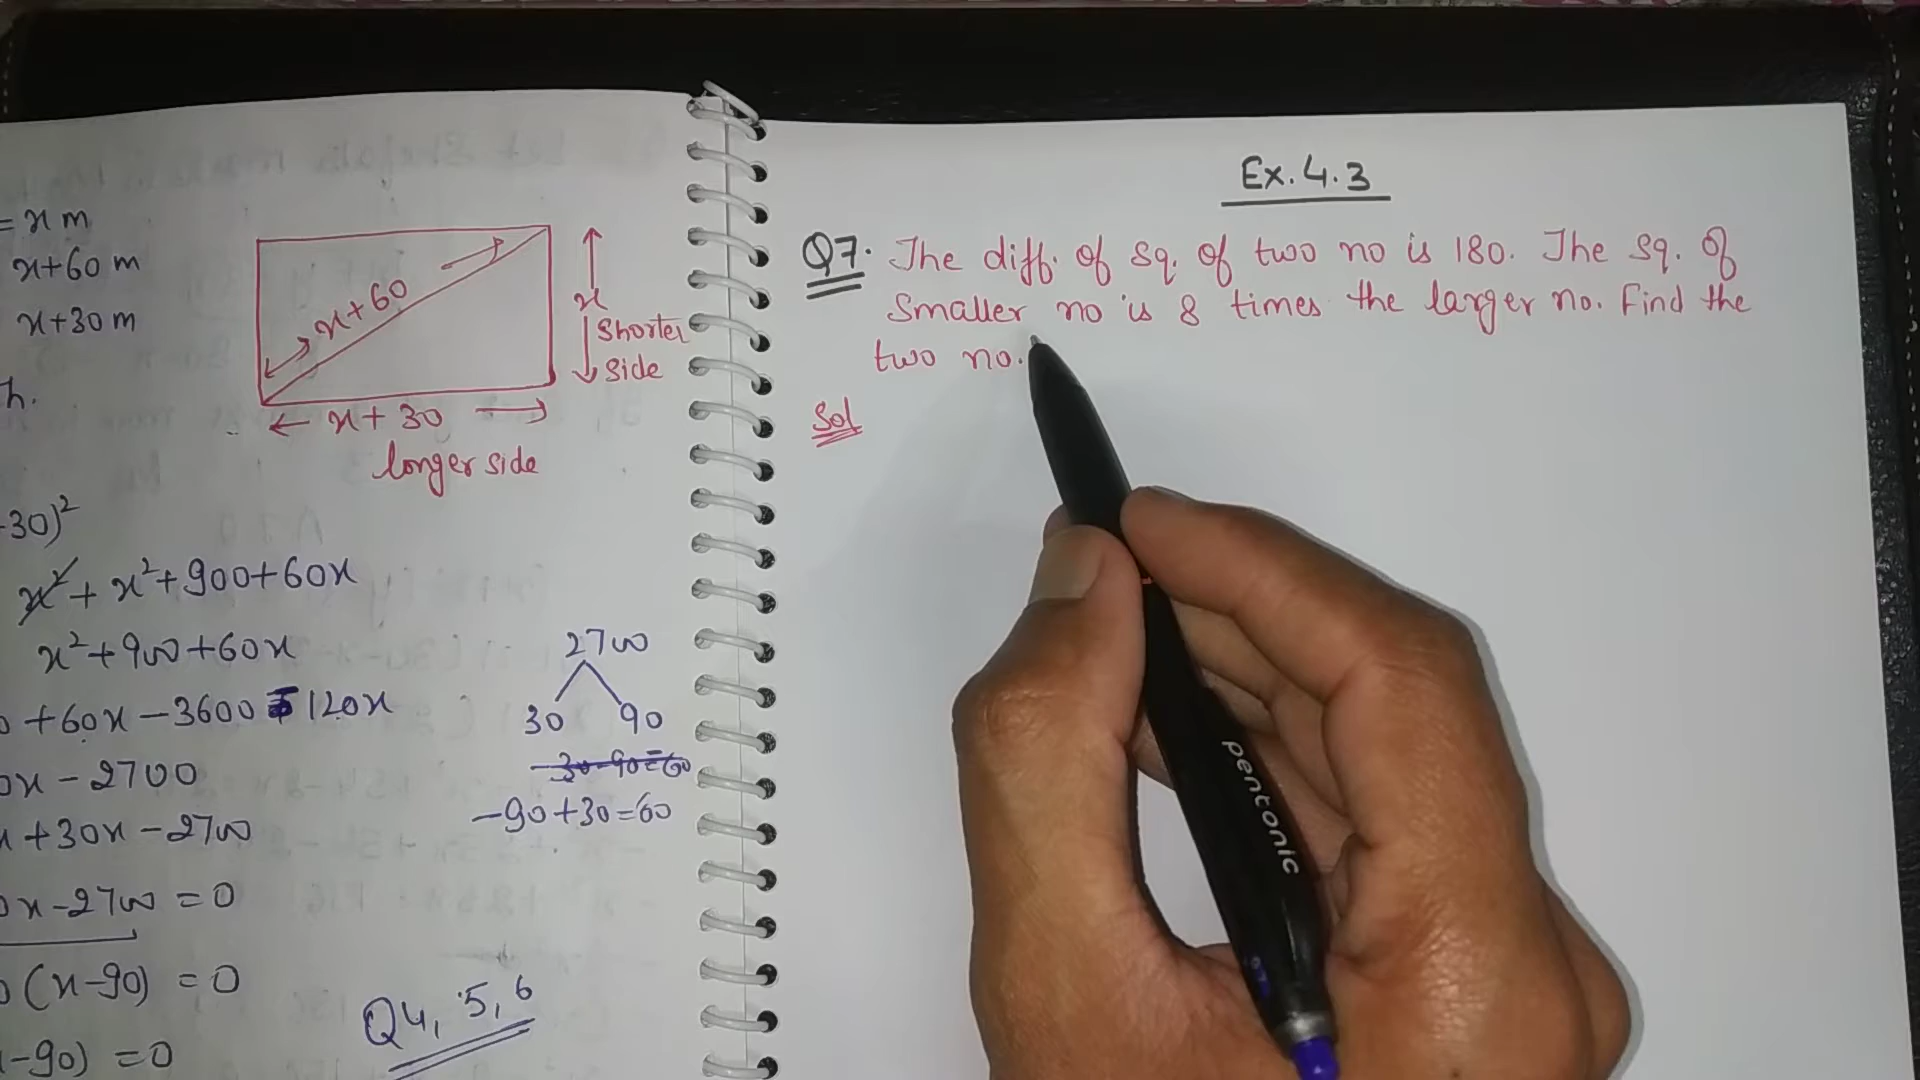 = x m
x+60 m
x+30 m
h.
x+60
x
Shorter
side
x+30
longer side
-30)²
x² + x²+900+60x
x²+900+60x
+60x-3600 120x
x-2700
+30x-2700
x-2700 = 0
(x-90) = 0
-90) = 0
2700
30 90
-30-90=60
-90+30=60
Q4, 5, 6
Ex. 4.3
Q7. The diff. of sq. of two no is 180. The sq. of
Smaller no is 8 times the larger no. Find the
two no.
Sol
pentonic